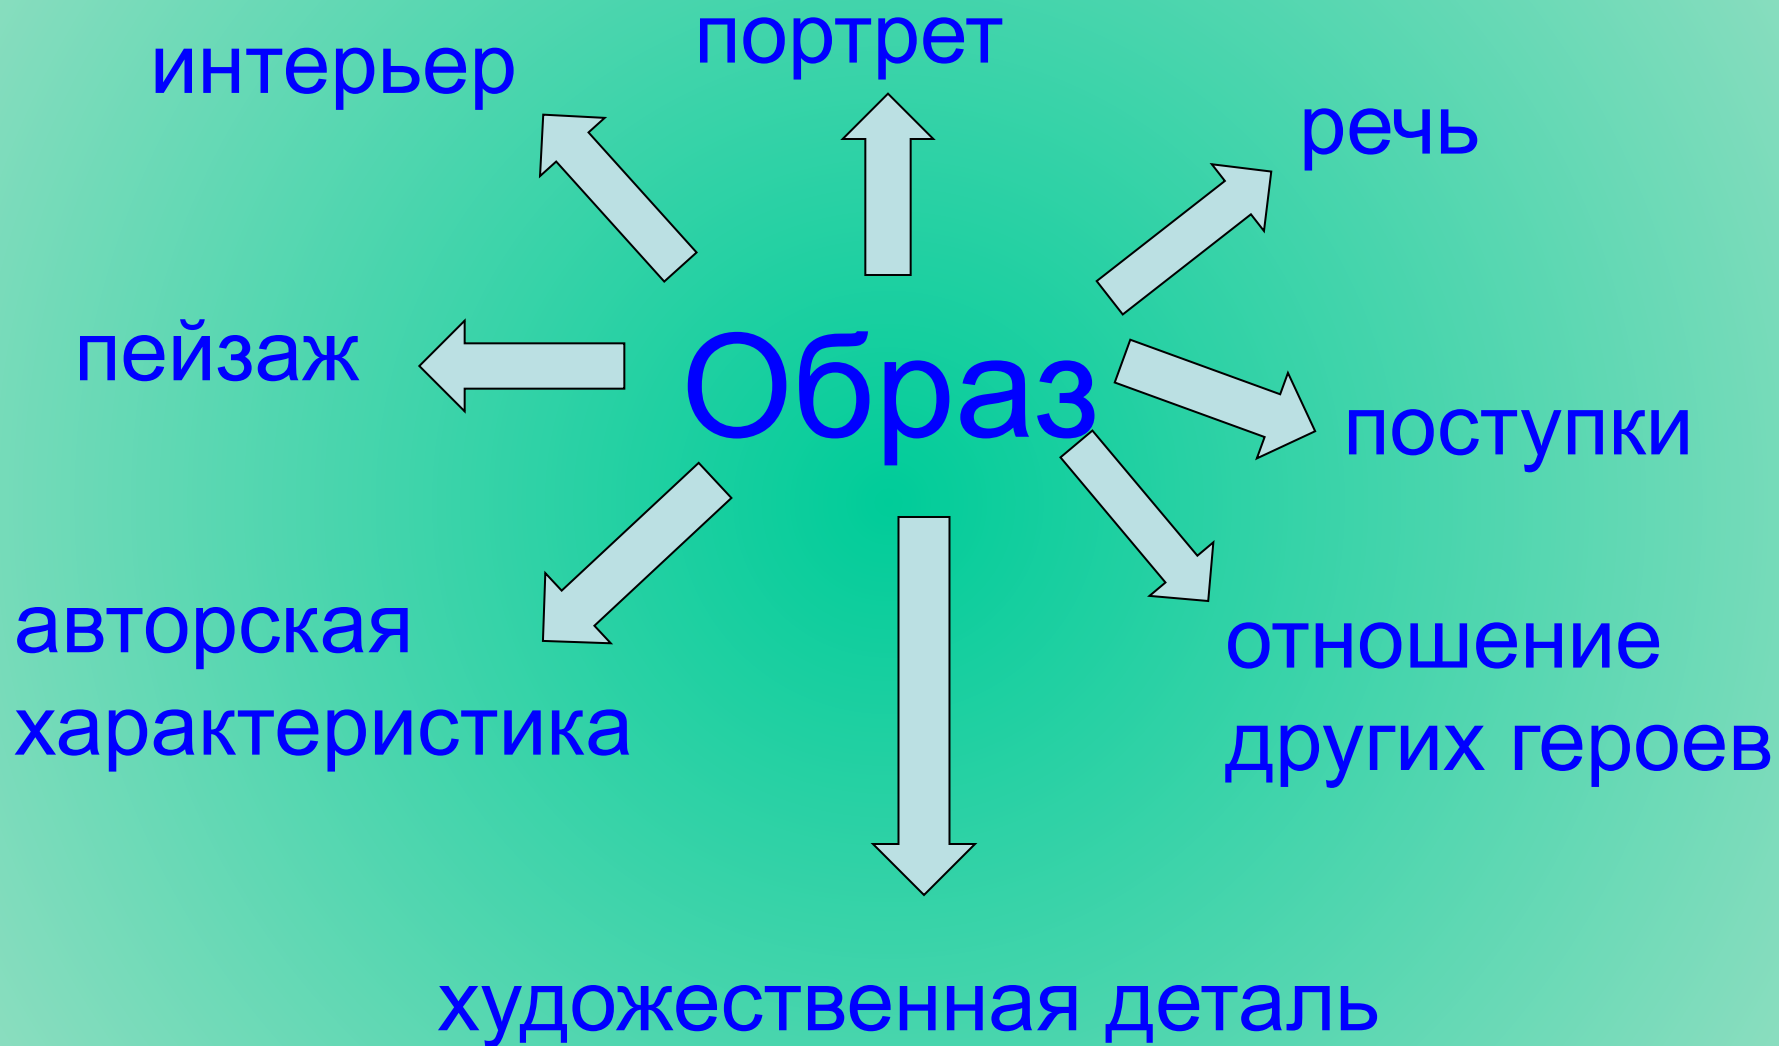 портрет
интерьер
речь
пейзаж
Образ
поступки
авторская
характеристика
отношение
других героев
художественная деталь